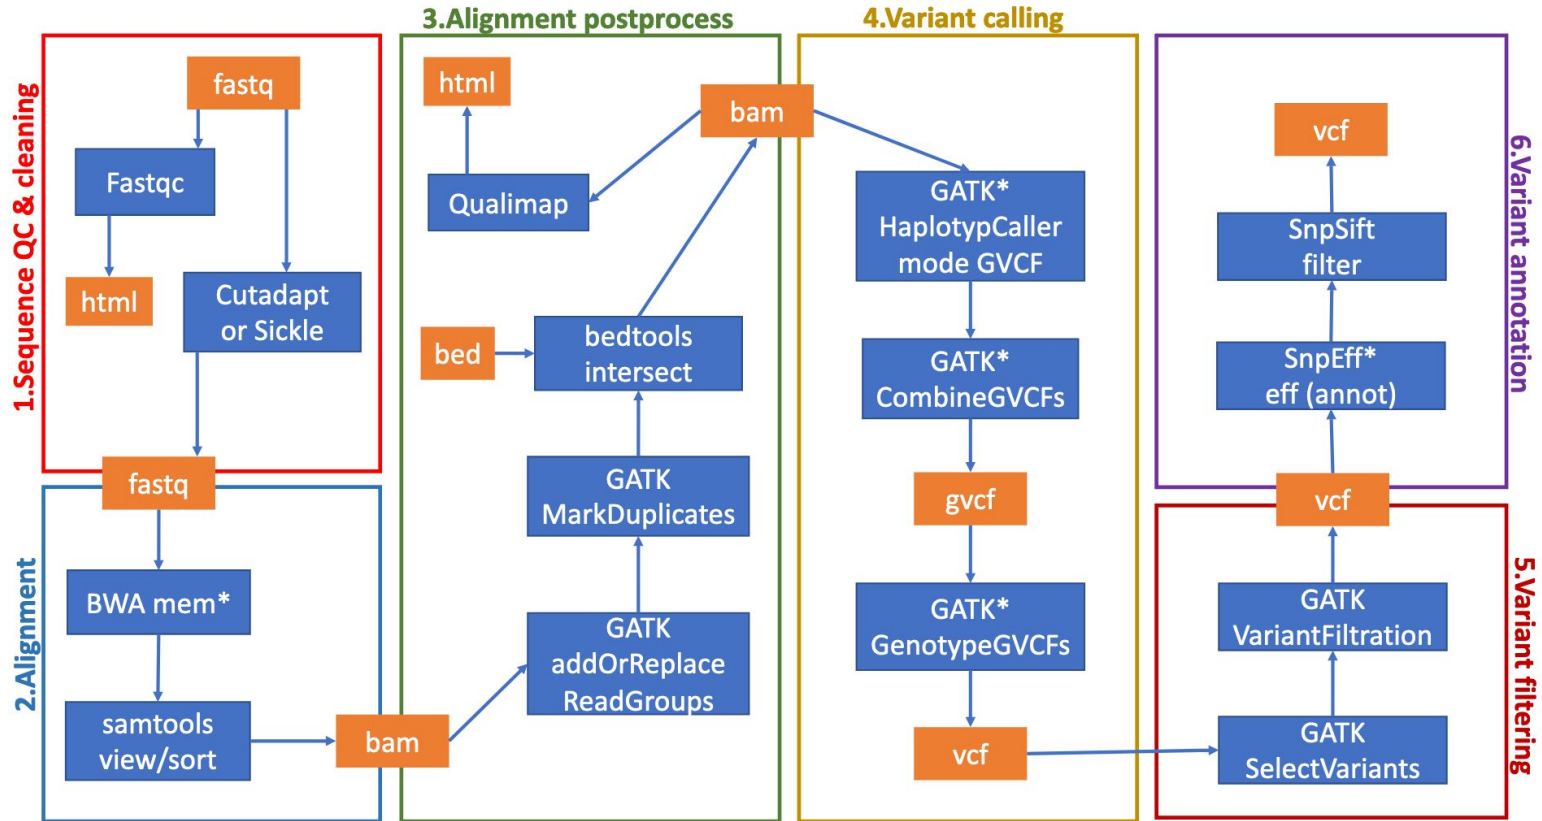 1.Sequence QC & cleaning
fastq
Fastqc
html
Cutadapt
or Sickle
fastq
2.Alignment
BWA mem*
samtools
view/sort
bam
3.Alignment postprocess
html
bam
Qualimap
bed
bedtools
intersect
GATK
MarkDuplicates
GATK
addOrReplace
ReadGroups
4.Variant calling
GATK*
HaplotypCaller
mode GVCF
GATK*
CombineGVCFs
gvcf
GATK*
GenotypeGVCFs
vcf
6.Variant annotation
vcf
SnpSift
filter
SnpEff*
eff (annot)
vcf
5.Variant filtering
GATK
VariantFiltration
GATK
SelectVariants